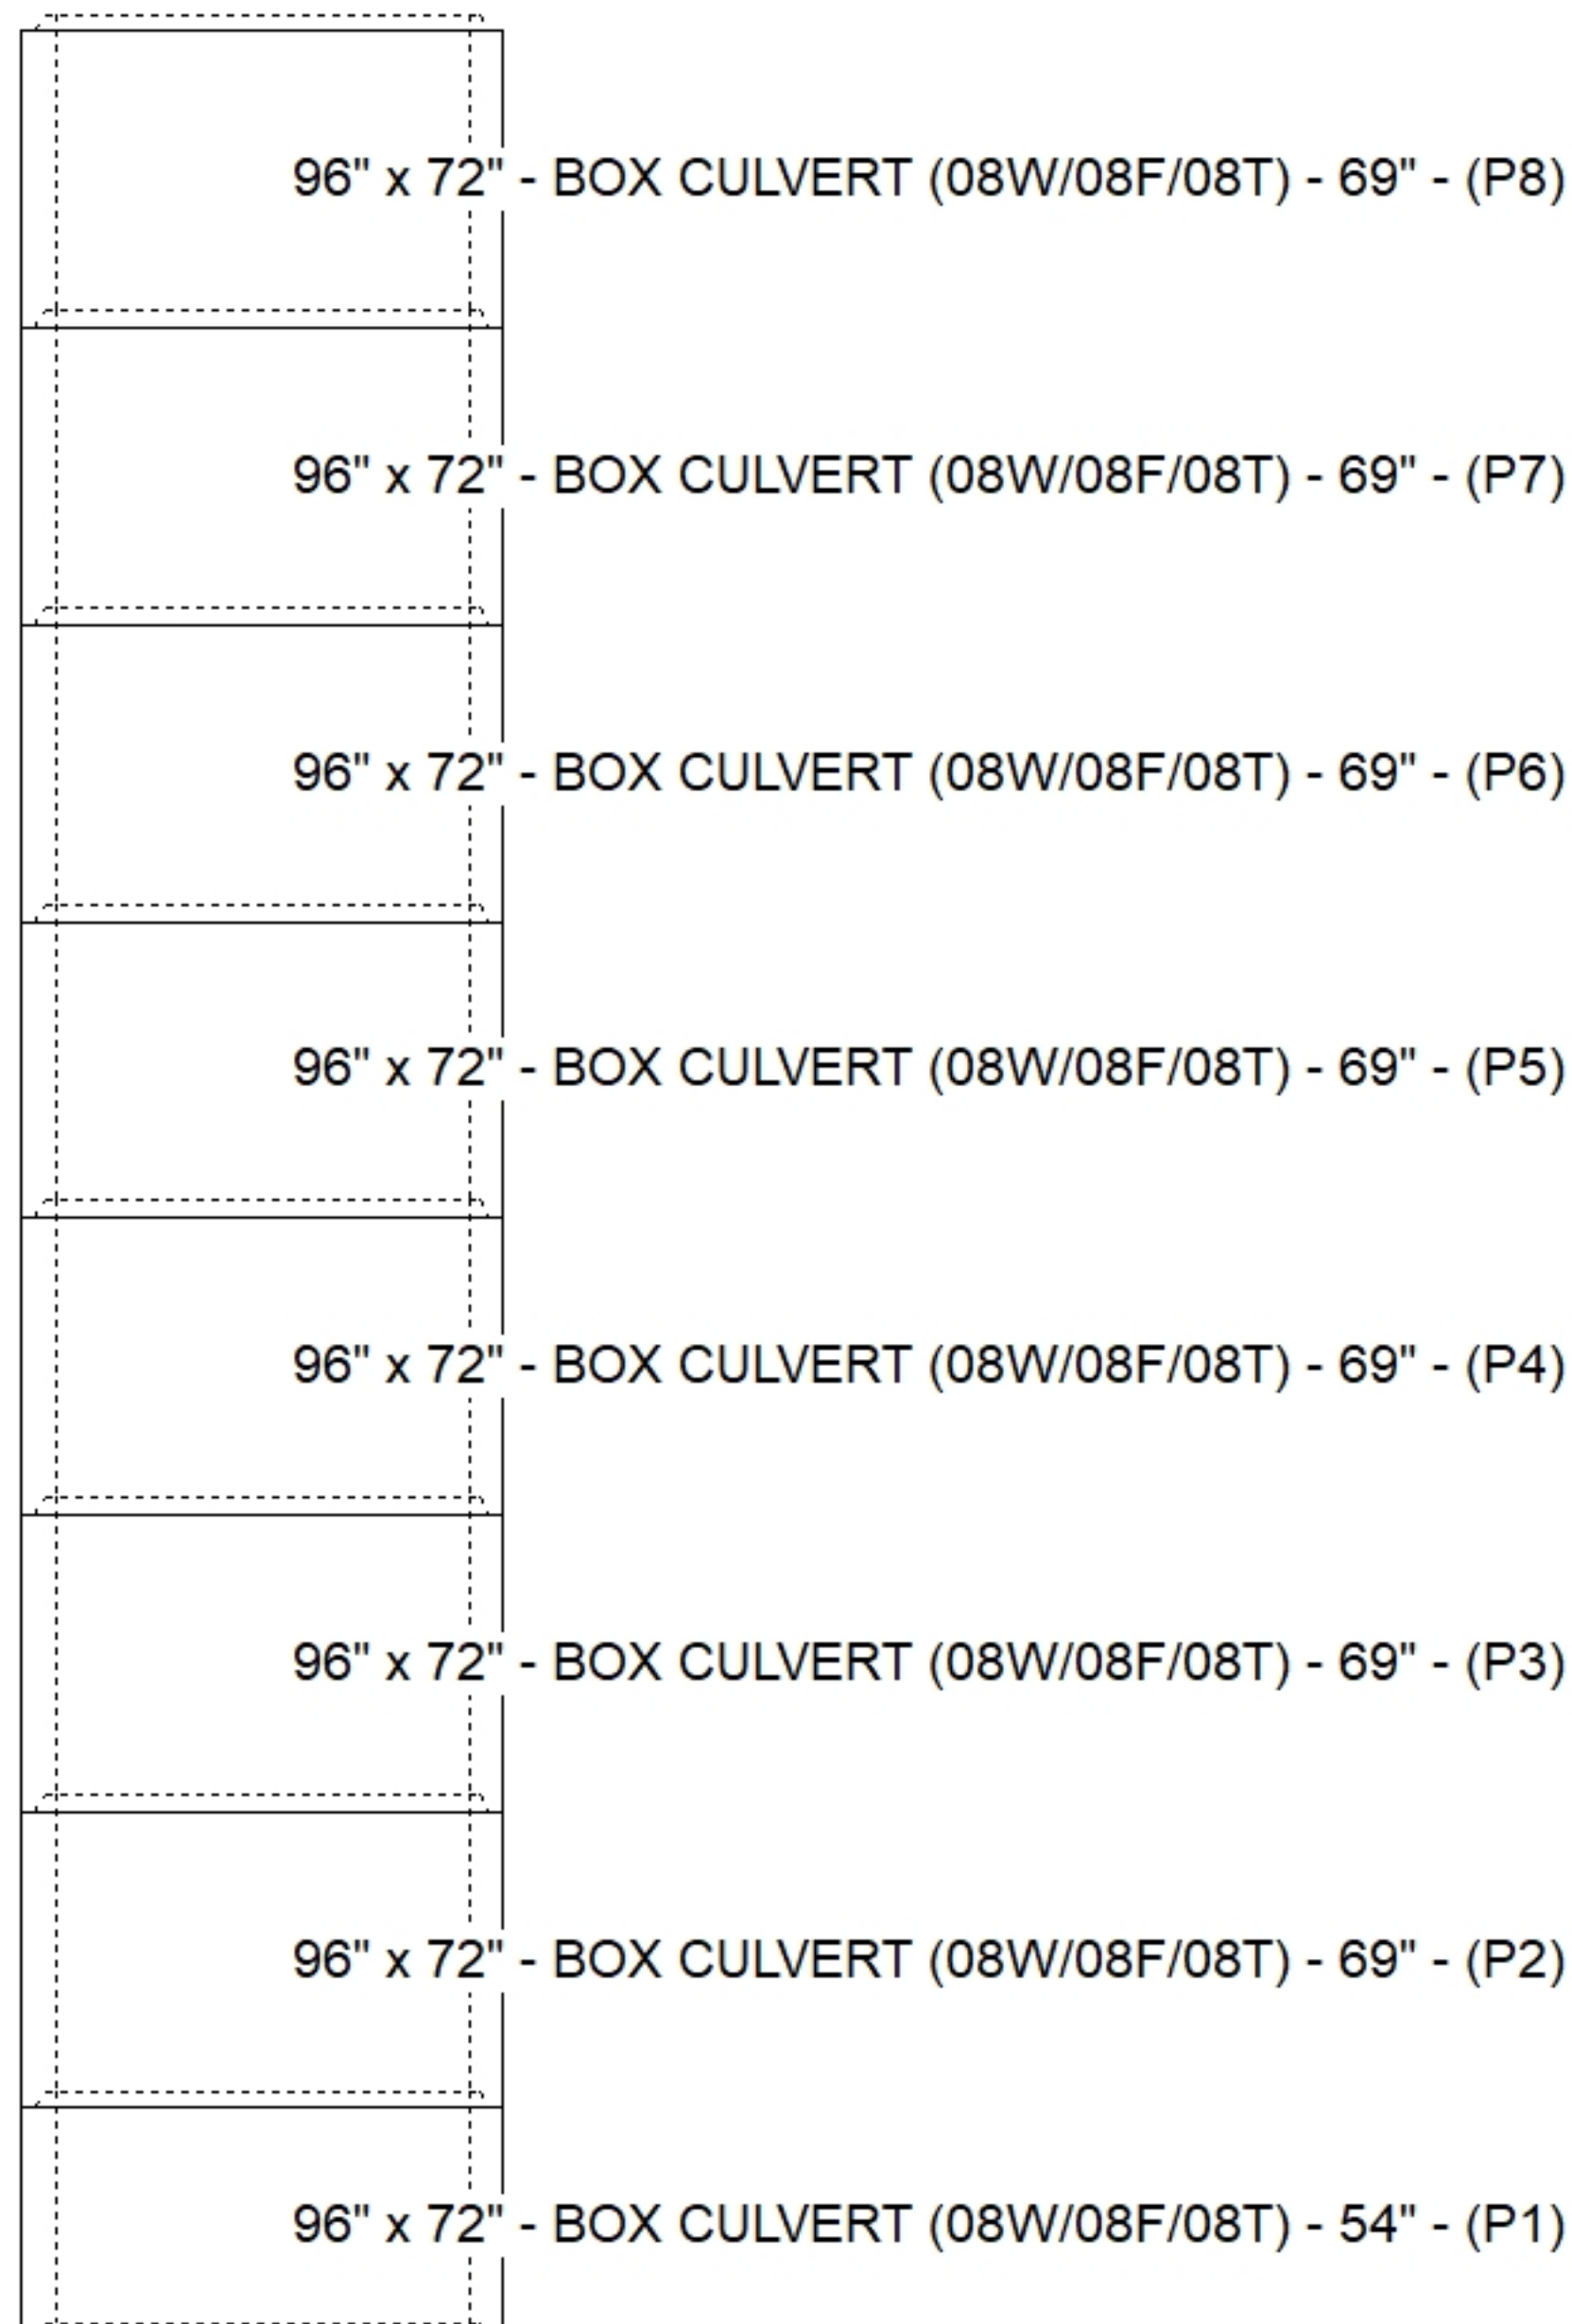 96" x 72" - BOX CULVERT (08W/08F/08T) - 69" - (P8)
96" x 72" - BOX CULVERT (08W/08F/08T) - 69" - (P7)
96" x 72" - BOX CULVERT (08W/08F/08T) - 69" - (P6)
96" x 72" - BOX CULVERT (08W/08F/08T) - 69" - (P5)
96" x 72" - BOX CULVERT (08W/08F/08T) - 69" - (P4)
96" x 72" - BOX CULVERT (08W/08F/08T) - 69" - (P3)
96" x 72" - BOX CULVERT (08W/08F/08T) - 69" - (P2)
96" x 72" - BOX CULVERT (08W/08F/08T) - 54" - (P1)